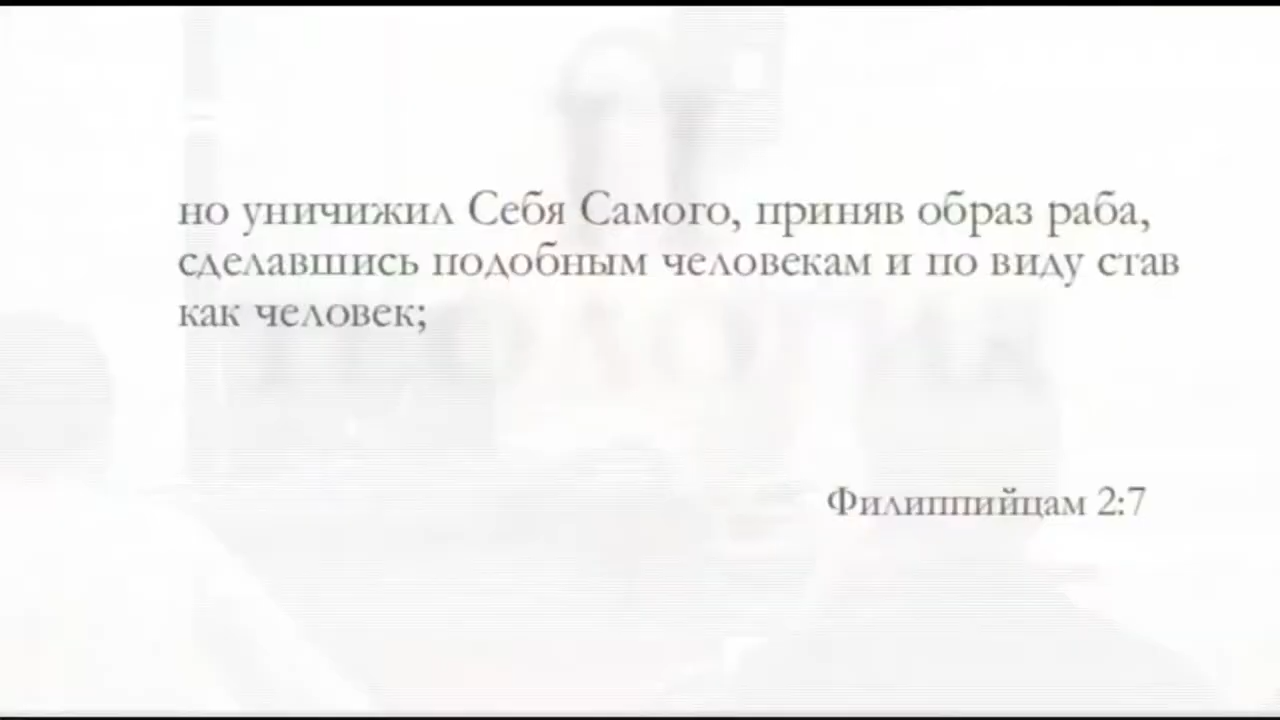 но уничижил Себя Самого, приняв образ раба,
сделавшись подобным человекам и по виду став
как человек;
Филиппийцам 2:7